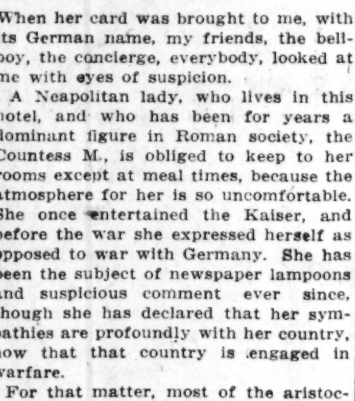 When her card was brought to me, with
its German name, my friends, the bell-
boy, the concierge, everybody, looked at
me with eyes of suspicion.
A Neapolitan lady, who lives in this
hotel, and who has been for years a
dominant figure in Roman society, the
Countess M., is obliged to keep to her
rooms except at meal times, because the
atmosphere for her is so uncomfortable.
She once entertained the Kaiser, and
before the war she expressed herself as
opposed to war with Germany. She has
been the subject of newspaper lampoons
and suspicious comment ever since,
though she has declared that her sym-
pathies are profoundly with her country,
now that that country is engaged in
warfare.
For that matter, most of the aristoc-